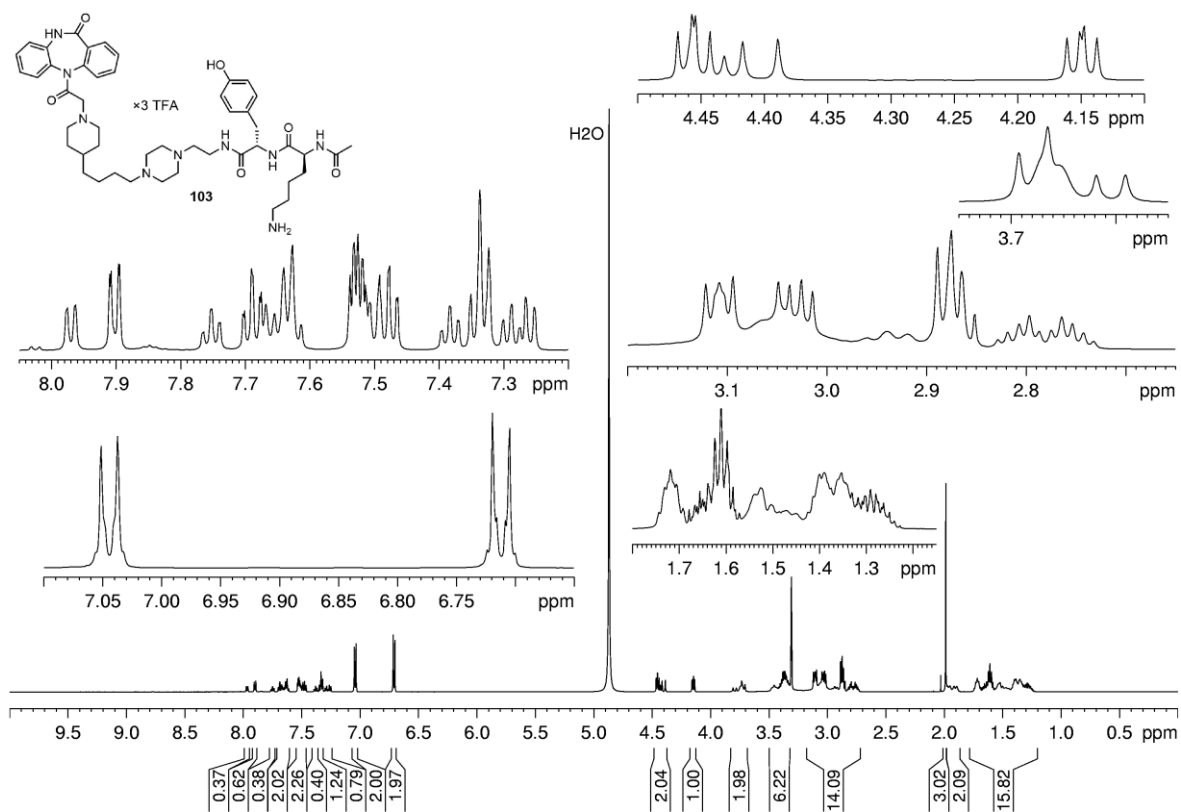 NH
O
N
O
N
×3 TFA
HO
N
N
H
N
O
N
H
O
H
N
O
NH2
103
H2O
4.45 4.40 4.35 4.30 4.25 4.20 4.15 ppm
3.7 ppm
8.0 7.9 7.8 7.7 7.6 7.5 7.4 7.3 ppm
3.1 3.0 2.9 2.8 ppm
7.05 7.00 6.95 6.90 6.85 6.80 6.75 ppm
1.7 1.6 1.5 1.4 1.3 ppm
9.5 9.0 8.5 8.0 7.5 7.0 6.5 6.0 5.5 5.0 4.5 4.0 3.5 3.0 2.5 2.0 1.5 1.0 0.5 ppm
0.37 0.62 0.38 2.02 2.26 0.40 1.24 0.79 2.00 1.97 2.04 1.00 1.98 6.22 14.09 3.02 2.09 15.82